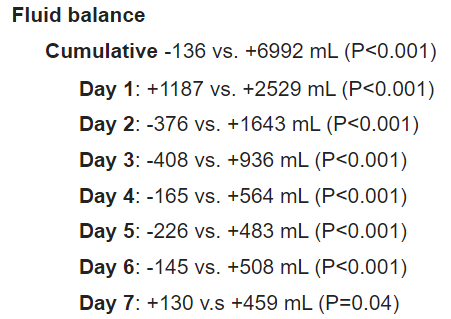 Fluid balance
Cumulative -136 vs. +6992 mL (P<0.001)
Day 1: +1187 vs. +2529 mL (P<0.001)
Day 2: -376 vs. +1643 mL (P<0.001)
Day 3: -408 vs. +936 mL (P<0.001)
Day 4: -165 vs. +564 mL (P<0.001)
Day 5: -226 vs. +483 mL (P<0.001)
Day 6: -145 vs. +508 mL (P<0.001)
Day 7: +130 v.s +459 mL (P=0.04)